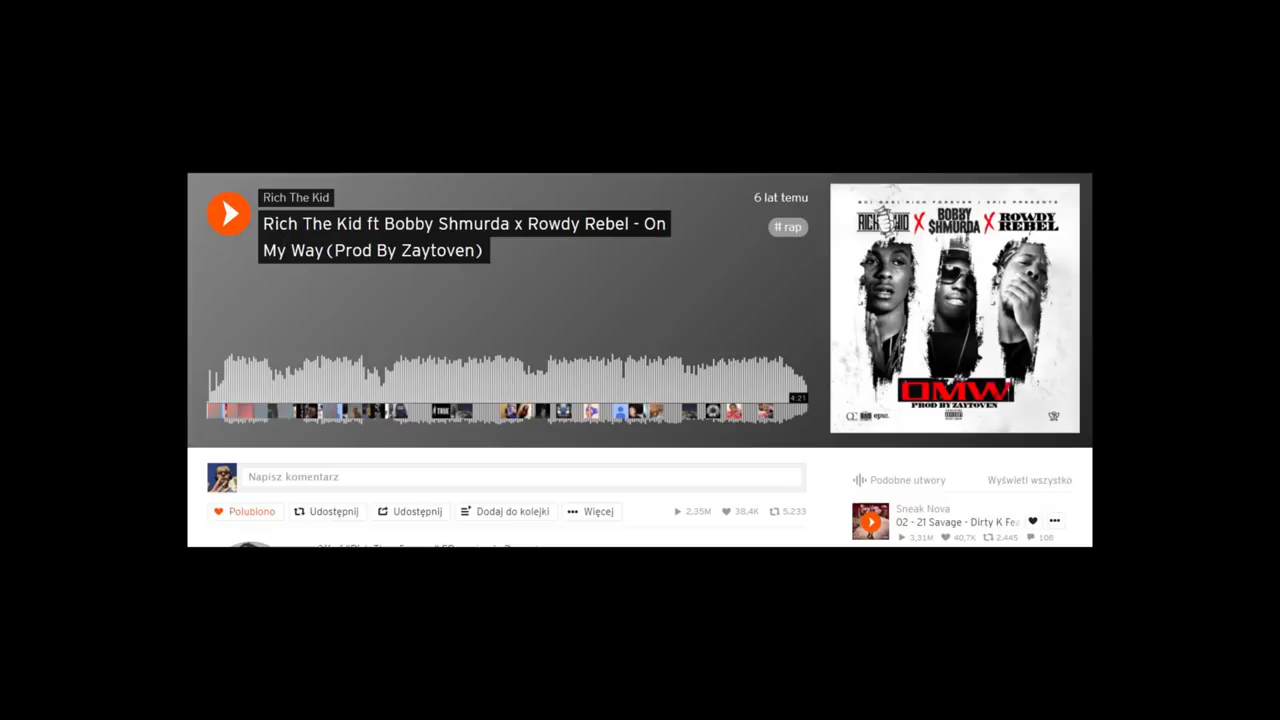 Rich The Kid
6 lat temu
Rich The Kid ft Bobby Shmurda x Rowdy Rebel - On
My Way (Prod By Zaytoven)
# rap
4:21
RICH KID X BOBBY $HMURDA X ROWDY REBEL
OMW
PROD BY ZAYTOVEN
epic.
Napisz komentarz
Polubiono
Udostępnij
Udostępnij
Dodaj do kolejki
Więcej
2,35M
38,4K
5.233
Podobne utwory
Wyświetl wszystko
Sneak Nova
02 - 21 Savage - Dirty K Fea
3,31M
40,7K
2.445
108